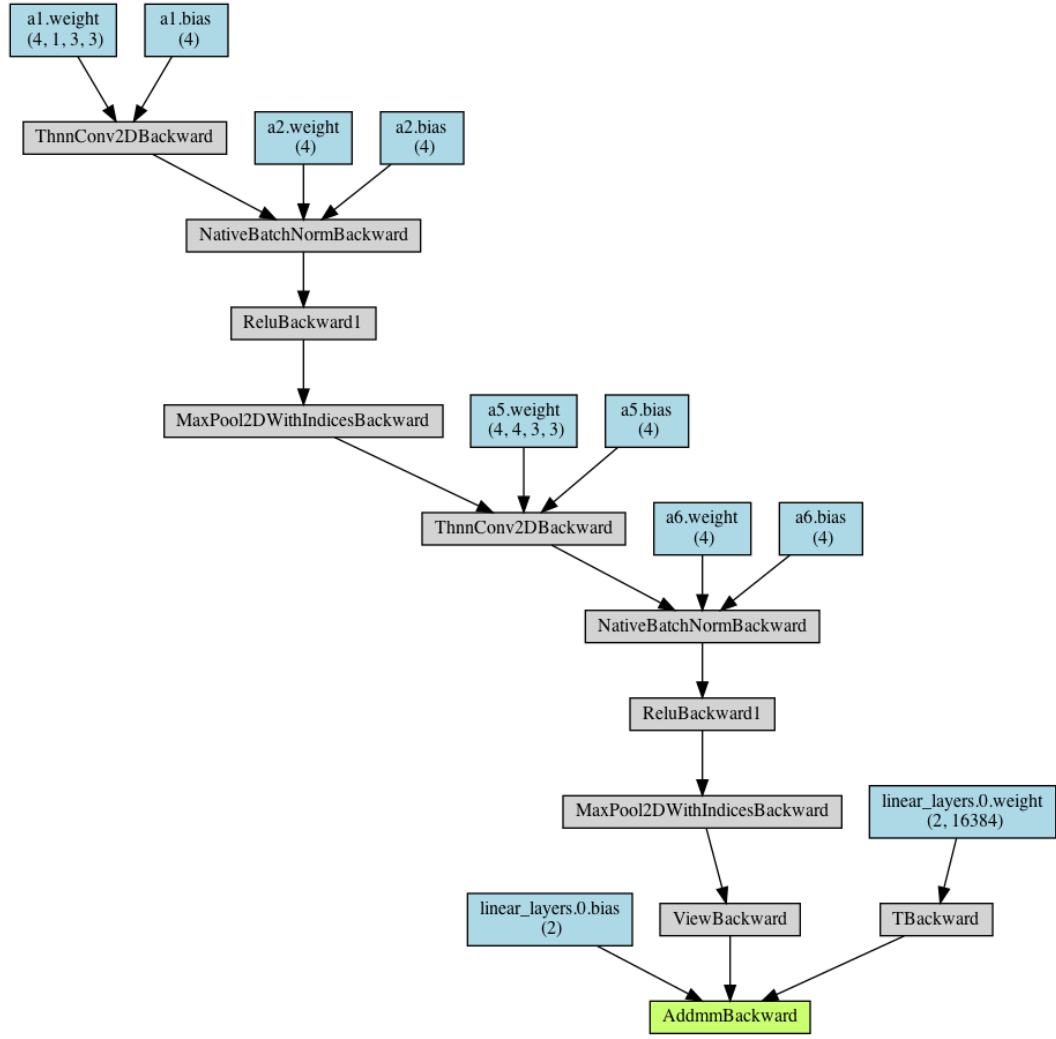 a1.weight
(4, 1, 3, 3)
a1.bias
(4)
ThnnConv2DBackward
a2.weight
(4)
a2.bias
(4)
NativeBatchNormBackward
ReluBackward1
MaxPool2DWithIndicesBackward
a5.weight
(4, 4, 3, 3)
a5.bias
(4)
ThnnConv2DBackward
a6.weight
(4)
a6.bias
(4)
NativeBatchNormBackward
ReluBackward1
MaxPool2DWithIndicesBackward
linear_layers.0.weight
(2, 16384)
linear_layers.0.bias
(2)
ViewBackward
TBackward
AddmmBackward